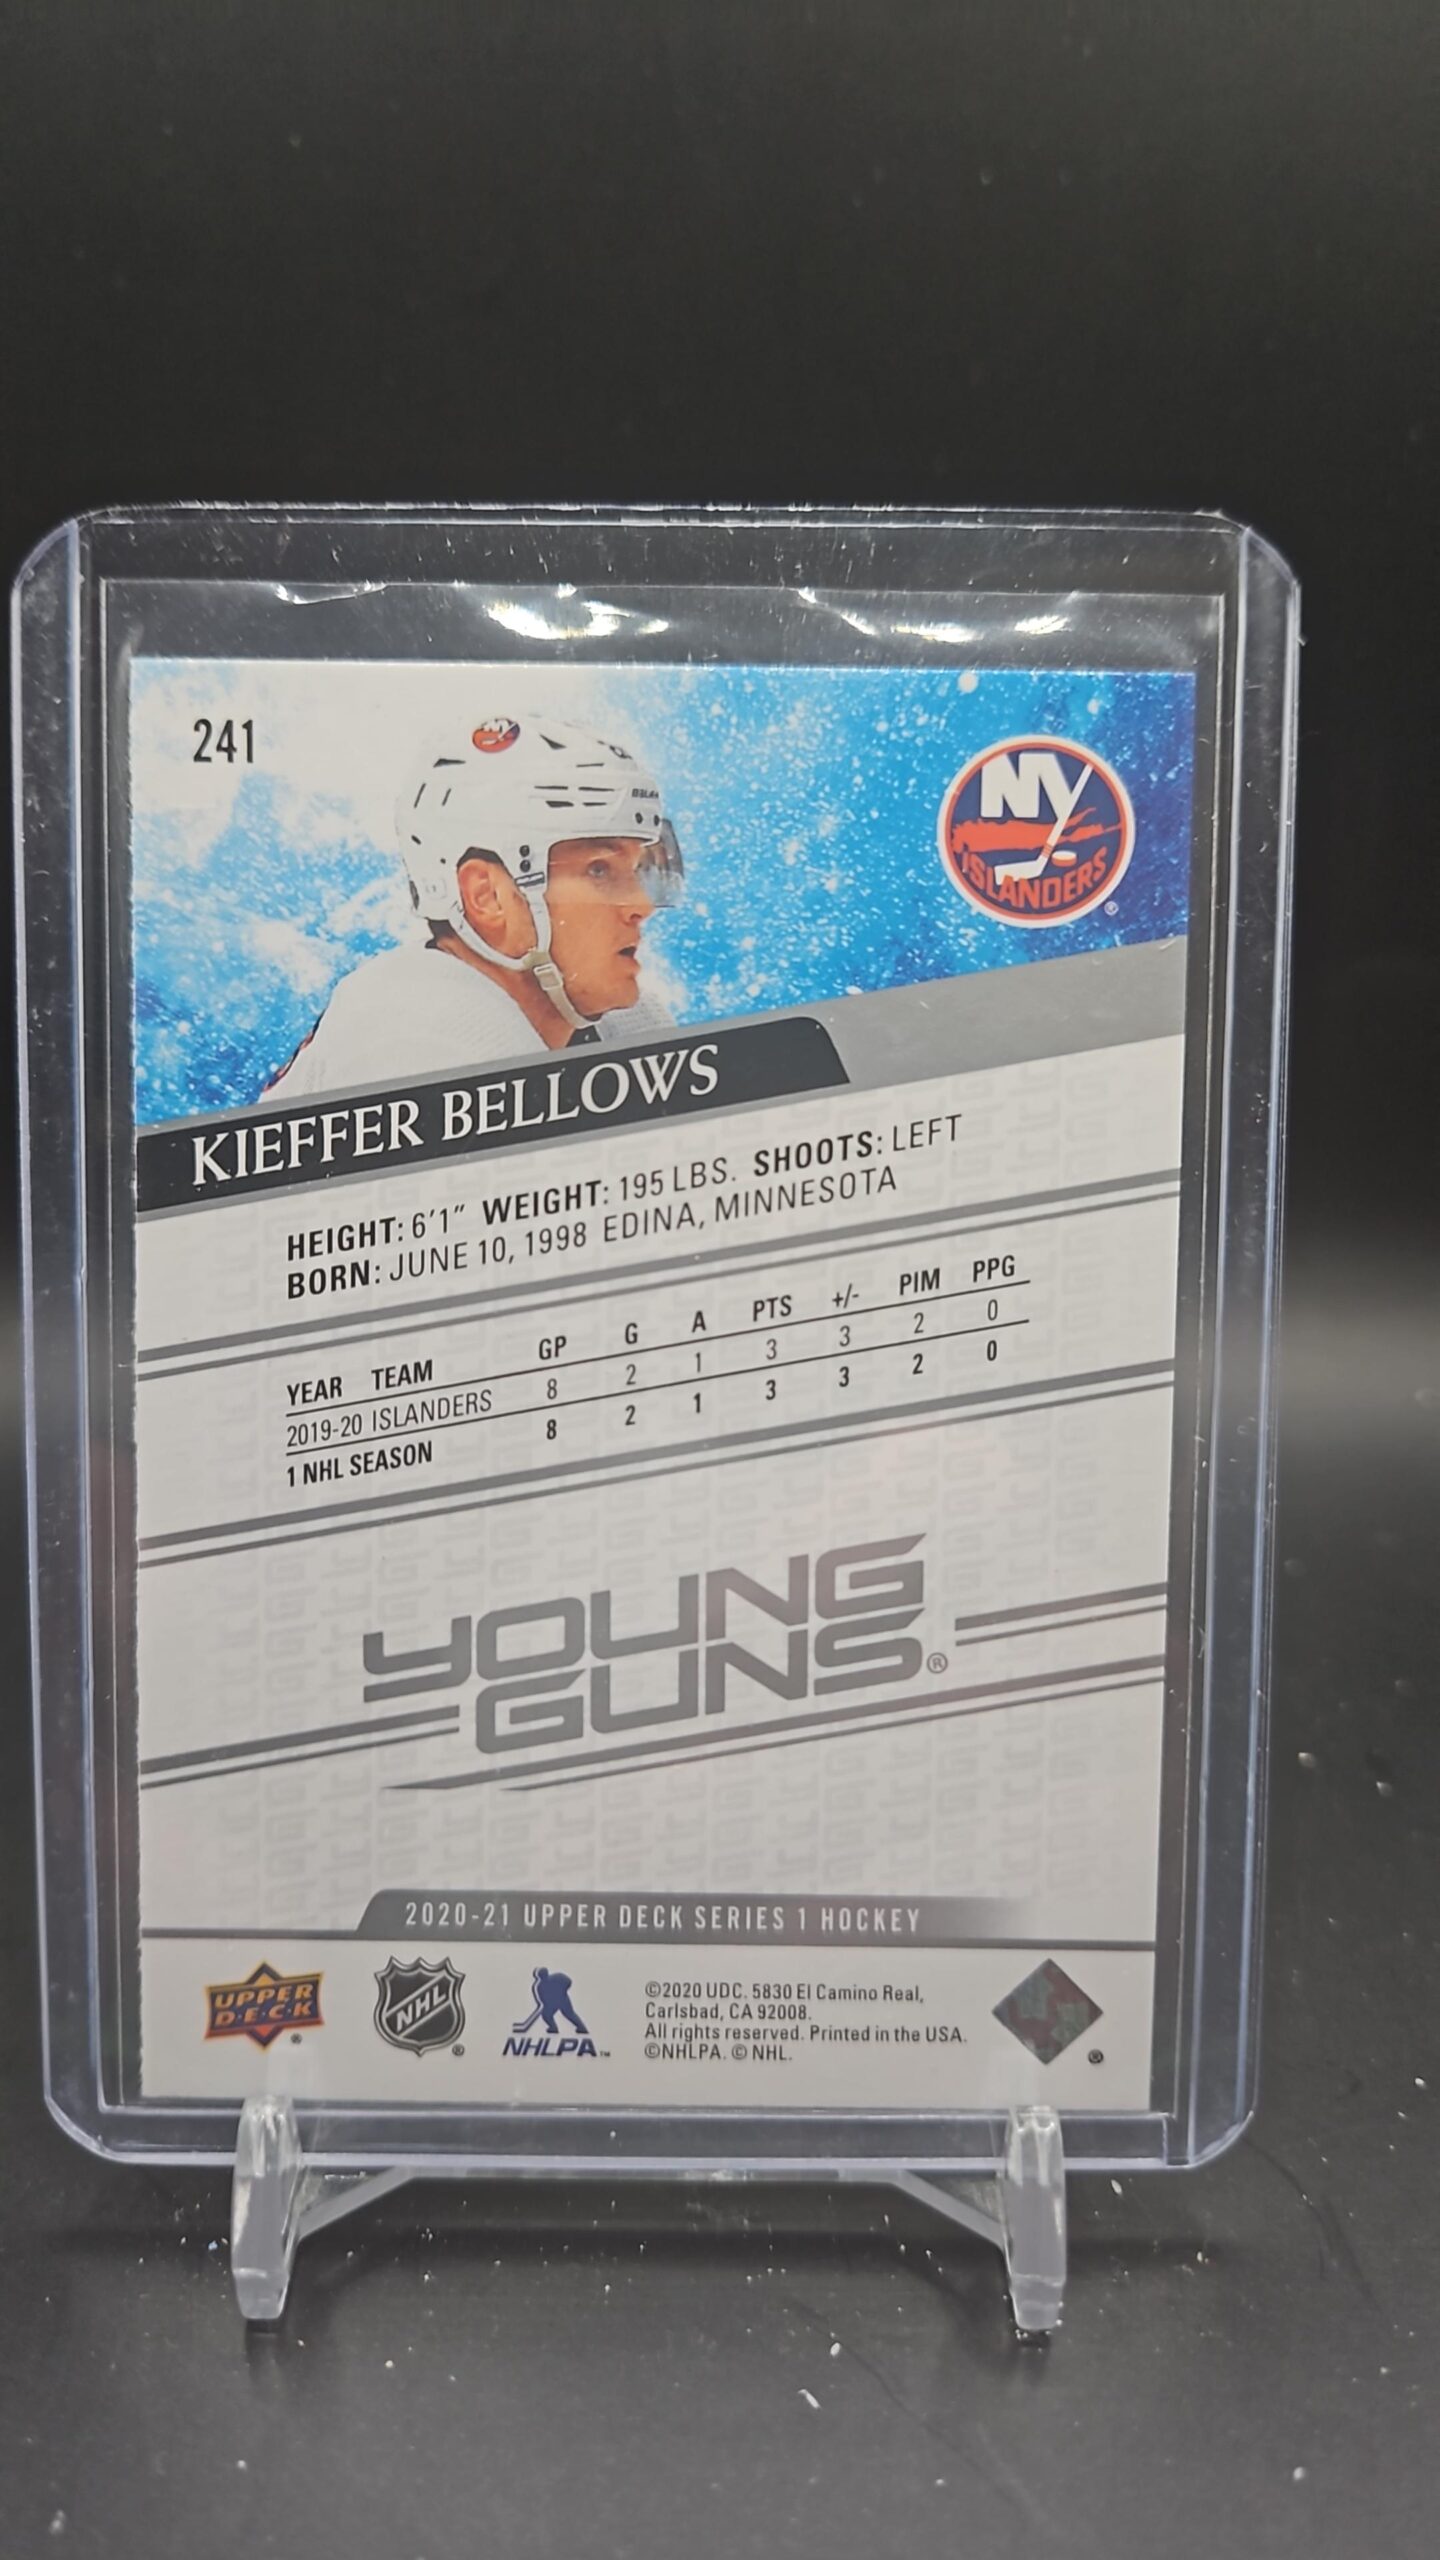 241
NY
ISLANDERS
KIEFFER BELLOWS
HEIGHT: 6'1" WEIGHT: 195 LBS. SHOOTS: LEFT
BORN: JUNE 10, 1998 EDINA, MINNESOTA
YEAR TEAM GP G A PTS +/- PIM PPG
2019-20 ISLANDERS 8 2 1 3 3 2 0
1 NHL SEASON 8 2 1 3 3 2 0
YOUNG
GUNS®
2020-21 UPPER DECK SERIES 1 HOCKEY
UPPER
D·E·C·K
NHL
NHLPA™
©2020 UDC. 5830 El Camino Real,
Carlsbad, CA 92008.
All rights reserved. Printed in the USA.
©NHLPA. © NHL.